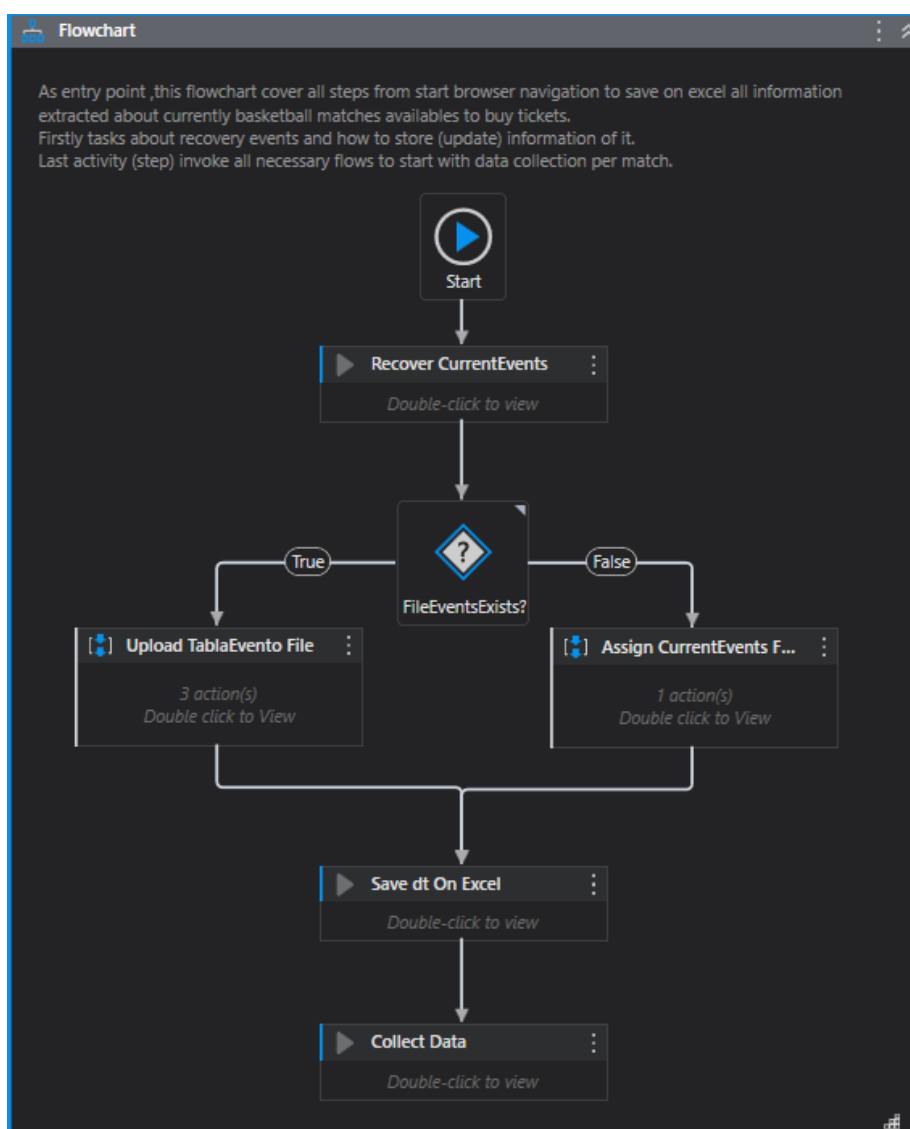 Flowchart
As entry point ,this flowchart cover all steps from start browser navigation to save on excel all information
extracted about currently basketball matches availables to buy tickets.
Firstly tasks about recovery events and how to store (update) information of it.
Last activity (step) invoke all necessary flows to start with data collection per match.
Start
Recover CurrentEvents
Double-click to view
?
True
False
FileEventsExists?
Upload TablaEvento File
Assign CurrentEvents F...
3 action(s)
Double click to View
1 action(s)
Double click to View
Save dt On Excel
Double-click to view
Collect Data
Double-click to view